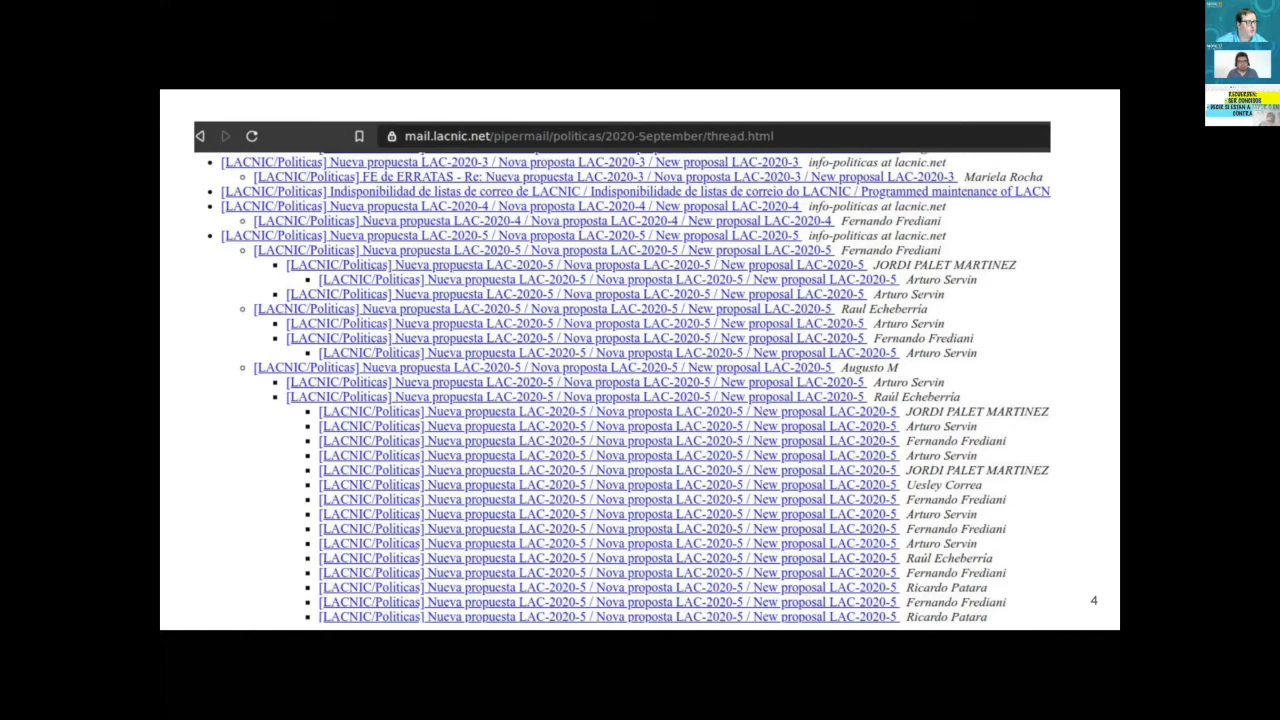 mail.lacnic.net/pipermail/politicas/2020-September/thread.html
[LACNIC/Politicas] Nueva propuesta LAC-2020-3 / Nova proposta LAC-2020-3 / New proposal LAC-2020-3 info-politicas at lacnic.net
[LACNIC/Politicas] FE de ERRATAS - Re: Nueva propuesta LAC-2020-3 / Nova proposta LAC-2020-3 / New proposal LAC-2020-3 Mariela Rocha
[LACNIC/Politicas] Indisponibilidad de listas de correo de LACNIC / Indisponibilidade de listas de correio do LACNIC / Programmed maintenance of LACN
[LACNIC/Politicas] Nueva propuesta LAC-2020-4 / Nova proposta LAC-2020-4 / New proposal LAC-2020-4 info-politicas at lacnic.net
[LACNIC/Politicas] Nueva propuesta LAC-2020-4 / Nova proposta LAC-2020-4 / New proposal LAC-2020-4 Fernando Frediani
[LACNIC/Politicas] Nueva propuesta LAC-2020-5 / Nova proposta LAC-2020-5 / New proposal LAC-2020-5 info-politicas at lacnic.net
[LACNIC/Politicas] Nueva propuesta LAC-2020-5 / Nova proposta LAC-2020-5 / New proposal LAC-2020-5 Fernando Frediani
[LACNIC/Politicas] Nueva propuesta LAC-2020-5 / Nova proposta LAC-2020-5 / New proposal LAC-2020-5 JORDI PALET MARTINEZ
[LACNIC/Politicas] Nueva propuesta LAC-2020-5 / Nova proposta LAC-2020-5 / New proposal LAC-2020-5 Arturo Servin
[LACNIC/Politicas] Nueva propuesta LAC-2020-5 / Nova proposta LAC-2020-5 / New proposal LAC-2020-5 Arturo Servin
[LACNIC/Politicas] Nueva propuesta LAC-2020-5 / Nova proposta LAC-2020-5 / New proposal LAC-2020-5 Raul Echeberría
[LACNIC/Politicas] Nueva propuesta LAC-2020-5 / Nova proposta LAC-2020-5 / New proposal LAC-2020-5 Arturo Servin
[LACNIC/Politicas] Nueva propuesta LAC-2020-5 / Nova proposta LAC-2020-5 / New proposal LAC-2020-5 Fernando Frediani
[LACNIC/Politicas] Nueva propuesta LAC-2020-5 / Nova proposta LAC-2020-5 / New proposal LAC-2020-5 Arturo Servin
[LACNIC/Politicas] Nueva propuesta LAC-2020-5 / Nova proposta LAC-2020-5 / New proposal LAC-2020-5 Augusto M
[LACNIC/Politicas] Nueva propuesta LAC-2020-5 / Nova proposta LAC-2020-5 / New proposal LAC-2020-5 Arturo Servin
[LACNIC/Politicas] Nueva propuesta LAC-2020-5 / Nova proposta LAC-2020-5 / New proposal LAC-2020-5 Raúl Echeberría
[LACNIC/Politicas] Nueva propuesta LAC-2020-5 / Nova proposta LAC-2020-5 / New proposal LAC-2020-5 JORDI PALET MARTINEZ
[LACNIC/Politicas] Nueva propuesta LAC-2020-5 / Nova proposta LAC-2020-5 / New proposal LAC-2020-5 Arturo Servin
[LACNIC/Politicas] Nueva propuesta LAC-2020-5 / Nova proposta LAC-2020-5 / New proposal LAC-2020-5 Fernando Frediani
[LACNIC/Politicas] Nueva propuesta LAC-2020-5 / Nova proposta LAC-2020-5 / New proposal LAC-2020-5 Arturo Servin
[LACNIC/Politicas] Nueva propuesta LAC-2020-5 / Nova proposta LAC-2020-5 / New proposal LAC-2020-5 JORDI PALET MARTINEZ
[LACNIC/Politicas] Nueva propuesta LAC-2020-5 / Nova proposta LAC-2020-5 / New proposal LAC-2020-5 Uesley Correa
[LACNIC/Politicas] Nueva propuesta LAC-2020-5 / Nova proposta LAC-2020-5 / New proposal LAC-2020-5 Fernando Frediani
[LACNIC/Politicas] Nueva propuesta LAC-2020-5 / Nova proposta LAC-2020-5 / New proposal LAC-2020-5 Arturo Servin
[LACNIC/Politicas] Nueva propuesta LAC-2020-5 / Nova proposta LAC-2020-5 / New proposal LAC-2020-5 Fernando Frediani
[LACNIC/Politicas] Nueva propuesta LAC-2020-5 / Nova proposta LAC-2020-5 / New proposal LAC-2020-5 Arturo Servin
[LACNIC/Politicas] Nueva propuesta LAC-2020-5 / Nova proposta LAC-2020-5 / New proposal LAC-2020-5 Raúl Echeberría
[LACNIC/Politicas] Nueva propuesta LAC-2020-5 / Nova proposta LAC-2020-5 / New proposal LAC-2020-5 Fernando Frediani
[LACNIC/Politicas] Nueva propuesta LAC-2020-5 / Nova proposta LAC-2020-5 / New proposal LAC-2020-5 Ricardo Patara
[LACNIC/Politicas] Nueva propuesta LAC-2020-5 / Nova proposta LAC-2020-5 / New proposal LAC-2020-5 Fernando Frediani
[LACNIC/Politicas] Nueva propuesta LAC-2020-5 / Nova proposta LAC-2020-5 / New proposal LAC-2020-5 Ricardo Patara
4
RECUERDEN:
- SER CONCISOS
CONTRA